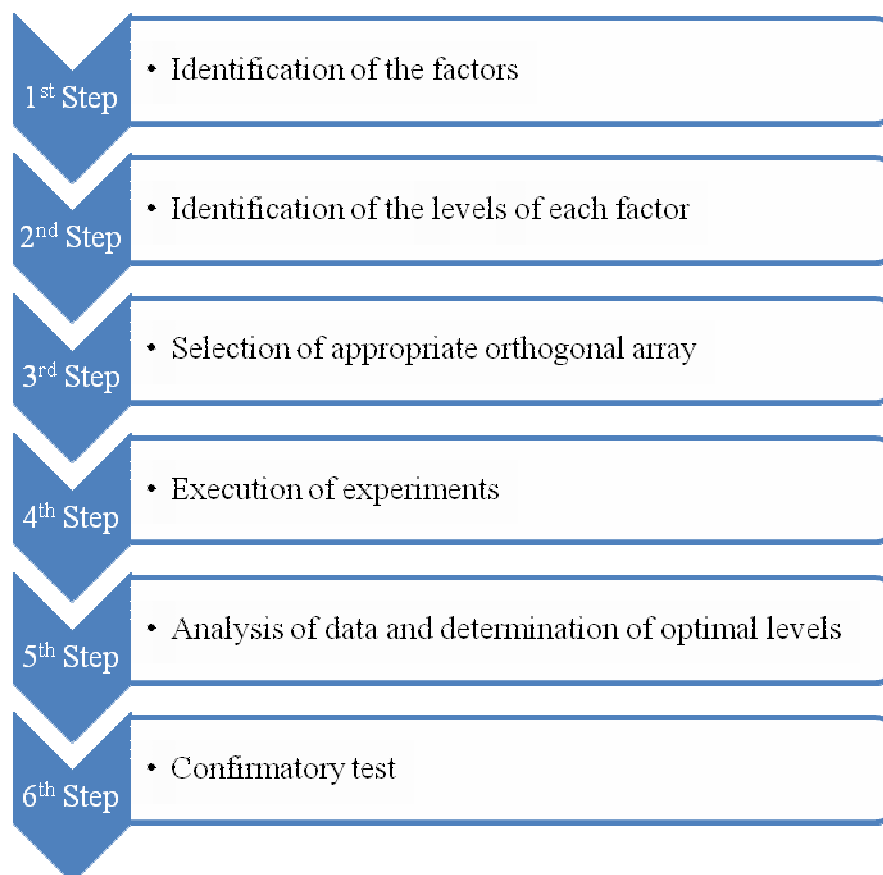 1st Step
• Identification of the factors
2nd Step
• Identification of the levels of each factor
3rd Step
• Selection of appropriate orthogonal array
4th Step
• Execution of experiments
5th Step
• Analysis of data and determination of optimal levels
6th Step
• Confirmatory test